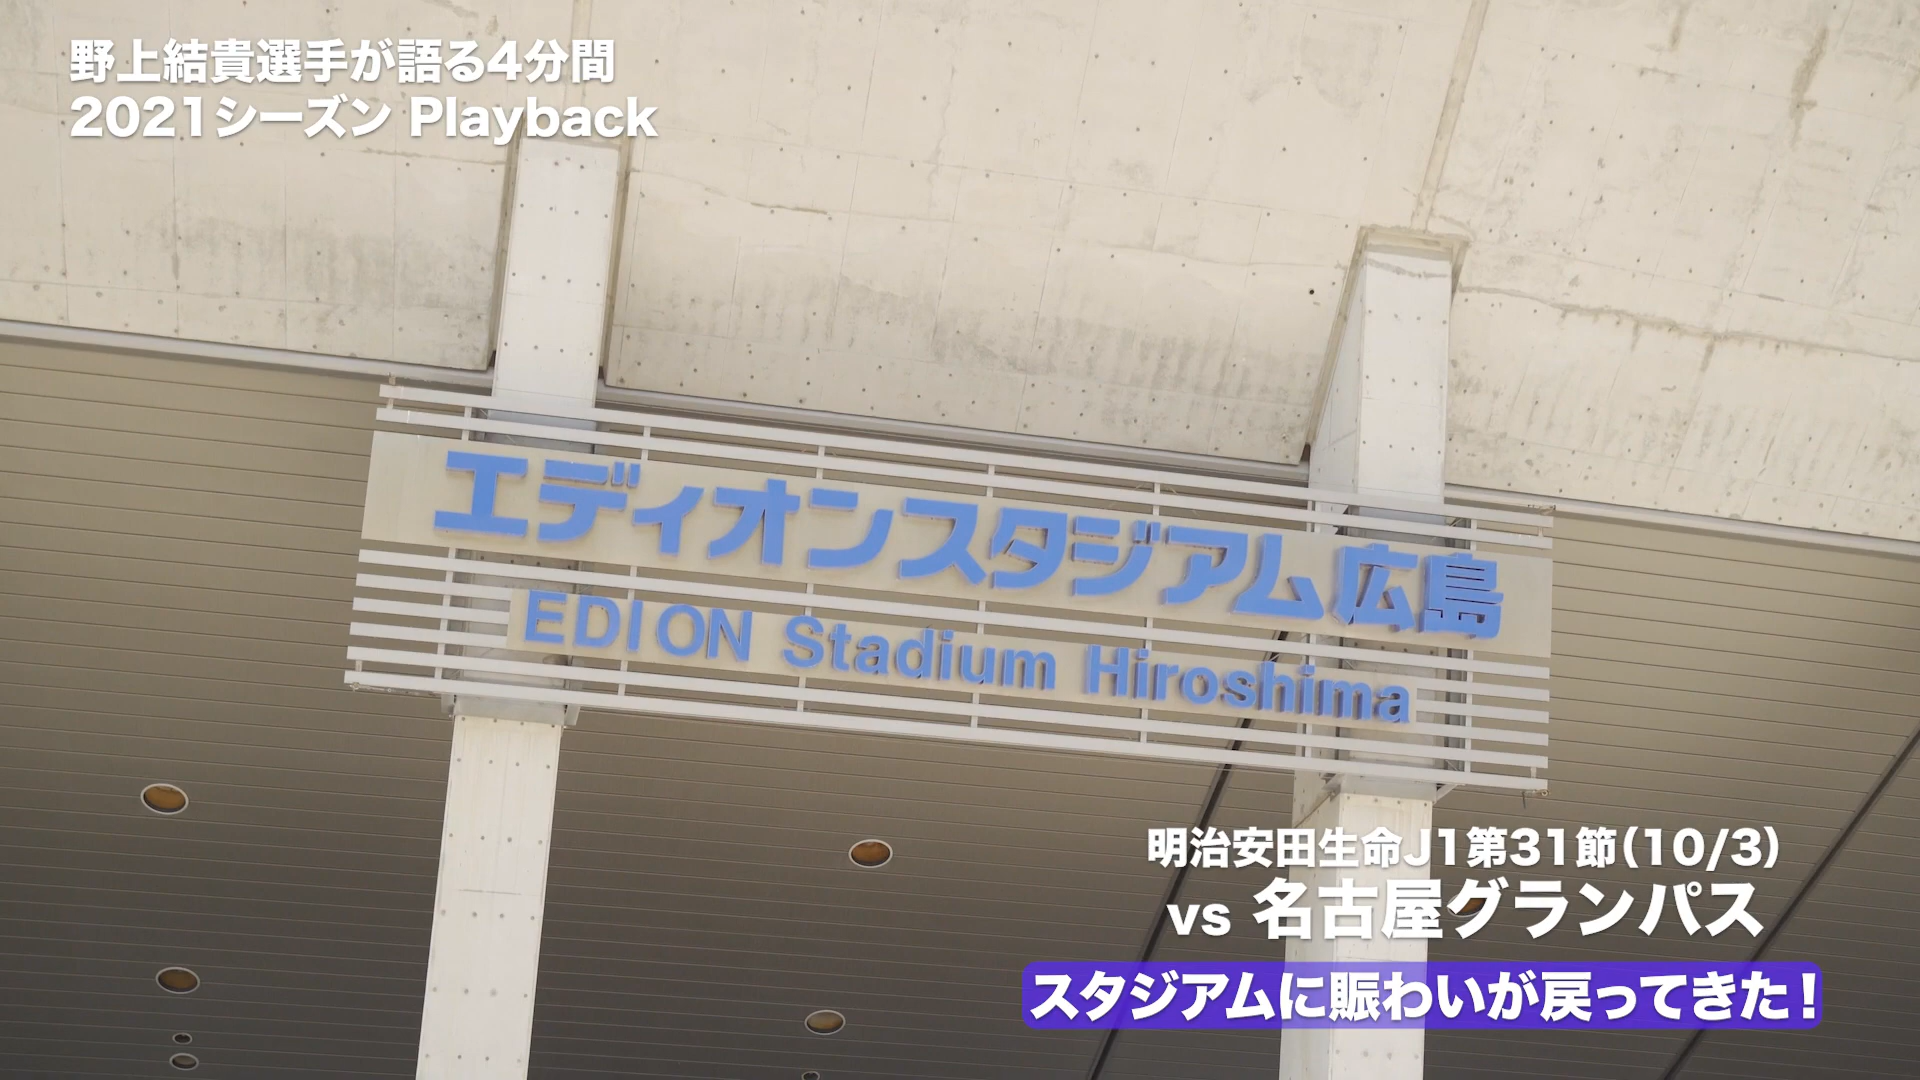 野上結貴選手が語る4分間
2021シーズン Playback
エディオンスタジアム広島
EDION Stadium Hiroshima
明治安田生命J1第31節(10/3)
vs 名古屋グランパス
スタジアムに賑わいが戻ってきた!